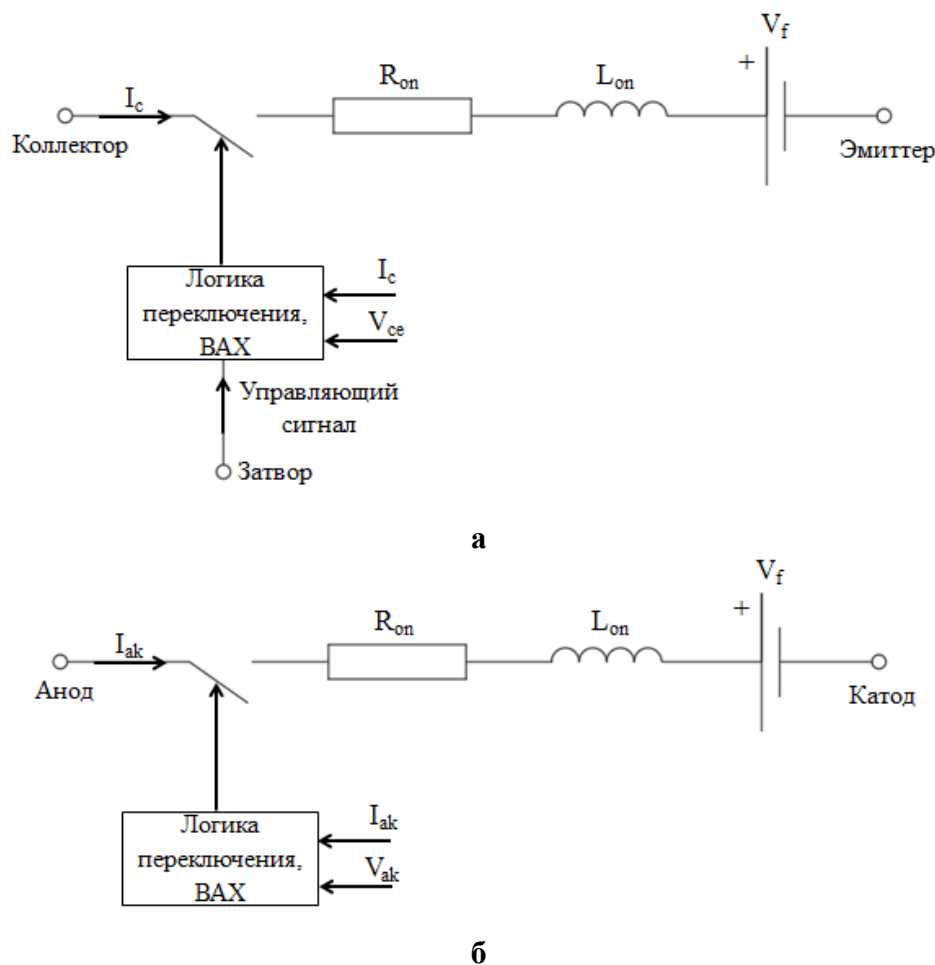 V_f
+
R_on
L_on
I_c
Коллектор
Эмиттер
Логика
переключения,
ВАХ
I_c
V_ce
Управляющий
сигнал
Затвор
а
V_f
+
R_on
L_on
I_ak
Анод
Катод
Логика
переключения,
ВАХ
I_ak
V_ak
б